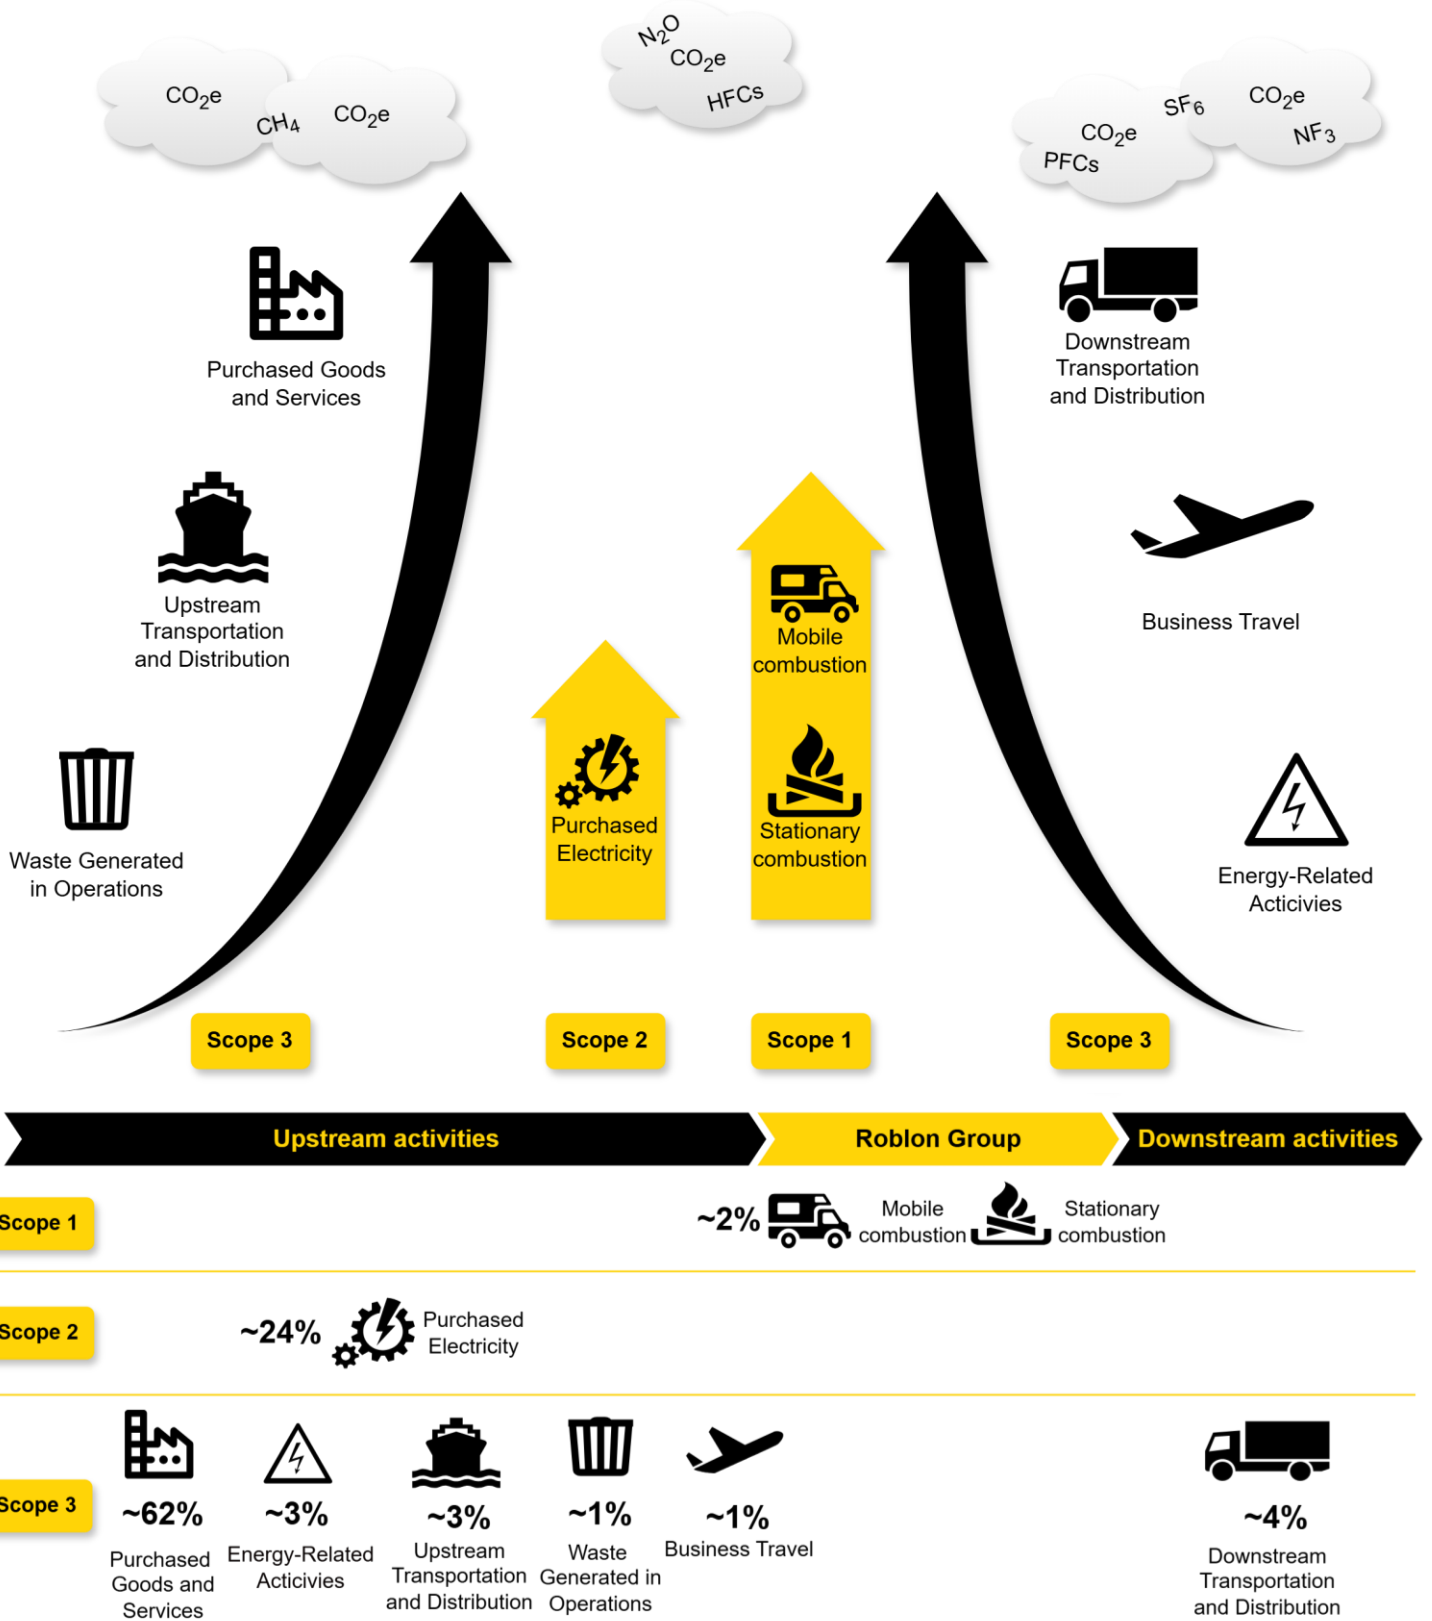 N2O
CO2e
HFCs
CO2e
CH4
CO2e
CO2e
PFCs
SF6
CO2e
NF3
Purchased Goods
and Services
Downstream
Transportation
and Distribution
Upstream
Transportation
and Distribution
Mobile
combustion
Business Travel
Waste Generated
in Operations
Purchased
Electricity
Stationary
combustion
Energy-Related
Acticivies
Scope 3
Scope 2
Scope 1
Scope 3
Upstream activities
Roblon Group
Downstream activities
Scope 1
~2%
Mobile
combustion
Stationary
combustion
Scope 2
~24%
Purchased
Electricity
Scope 3
~62%
Purchased
Goods and
Services
~3%
Energy-Related
Acticivies
~3%
Upstream
Transportation
and Distribution
~1%
Waste
Generated in
Operations
~1%
Business Travel
~4%
Downstream
Transportation
and Distribution